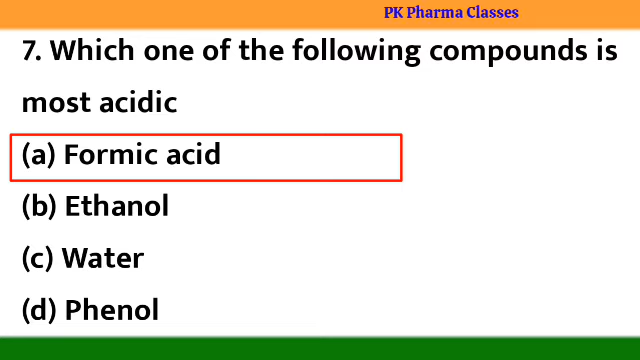 PK Pharma Classes
7. Which one of the following compounds is
most acidic
(a) Formic acid
(b) Ethanol
(c) Water
(d) Phenol